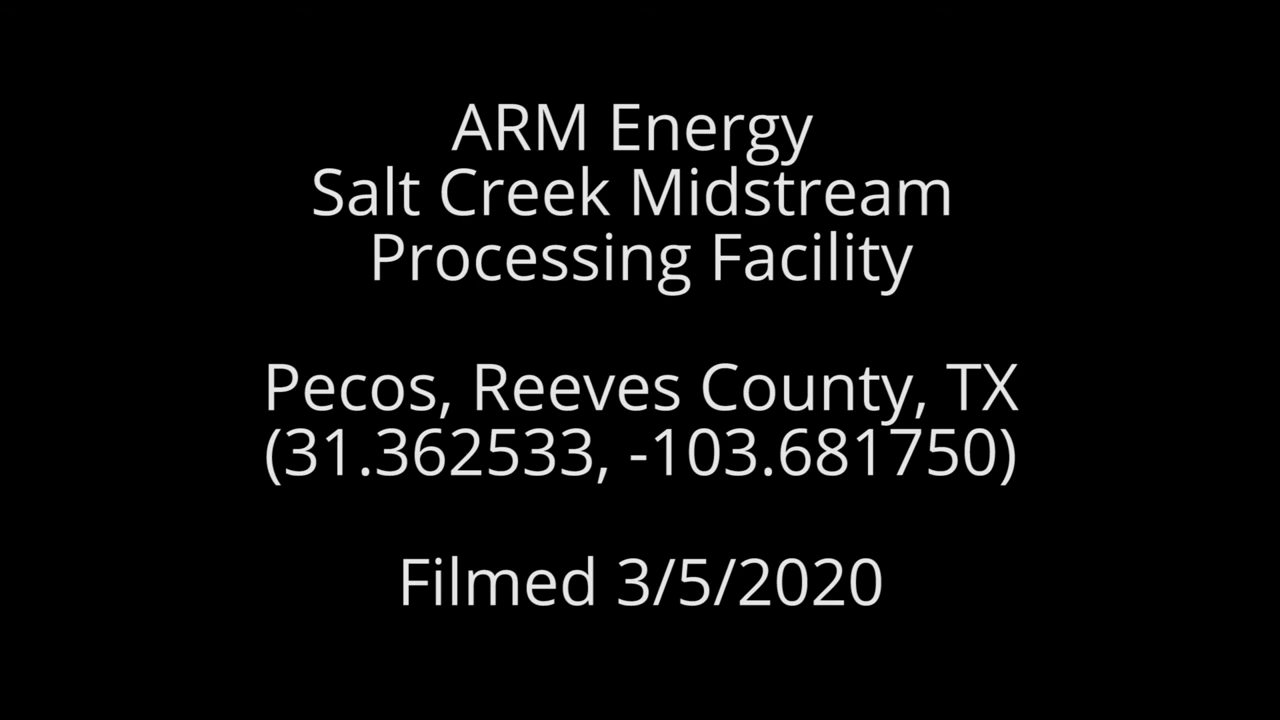 ARM Energy
Salt Creek Midstream
Processing Facility
Pecos, Reeves County, TX
(31.362533, -103.681750)
Filmed 3/5/2020